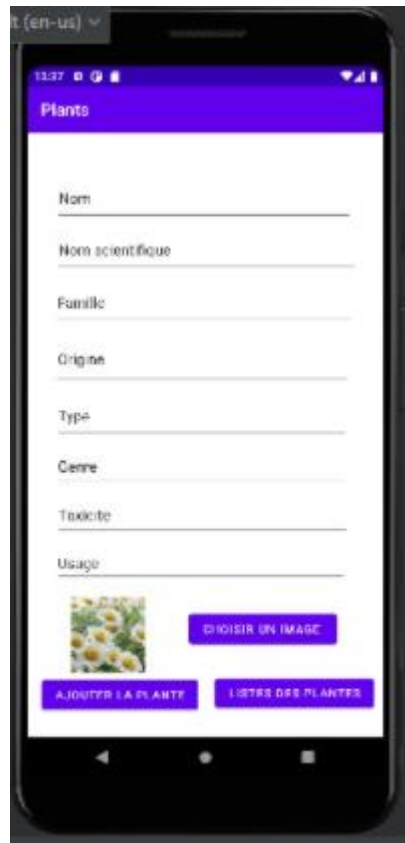 t (en-us)
13:37
Plants
Nom
Nom scientifique
Famille
Origine
Type
Genre
Toxicite
Usage
CHOISIR UN IMAGE
AJOUTER LA PLANTE
LISTES DES PLANTES